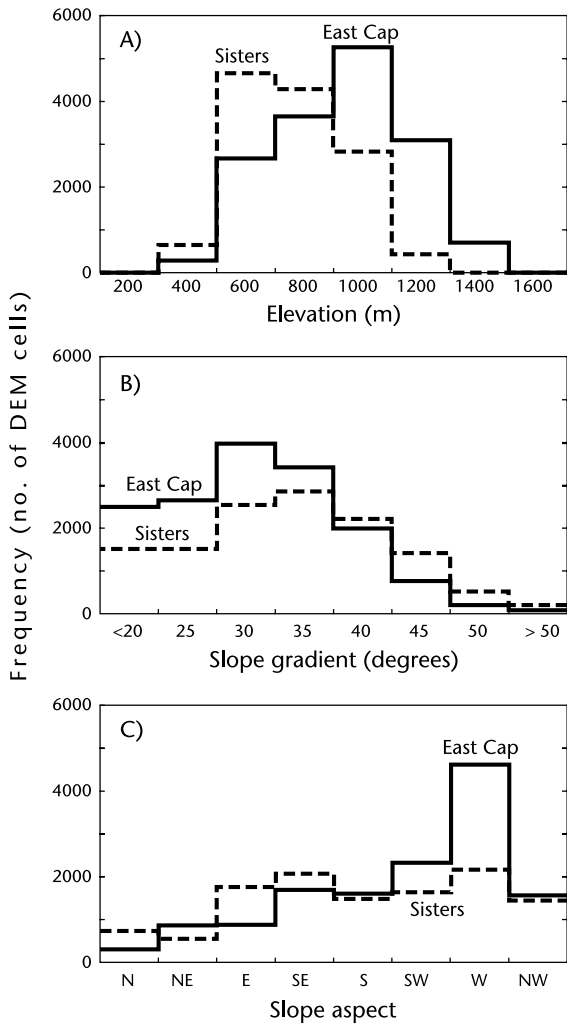 Frequency (no. of DEM cells)
A)
Sisters
East Cap
6000
4000
2000
0
200 400 600 800 1000 1200 1400 1600
Elevation (m)
B)
6000
4000
2000
0
East Cap
Sisters
<20 25 30 35 40 45 50 > 50
Slope gradient (degrees)
C)
6000
4000
2000
0
East Cap
Sisters
N NE E SE S SW W NW
Slope aspect